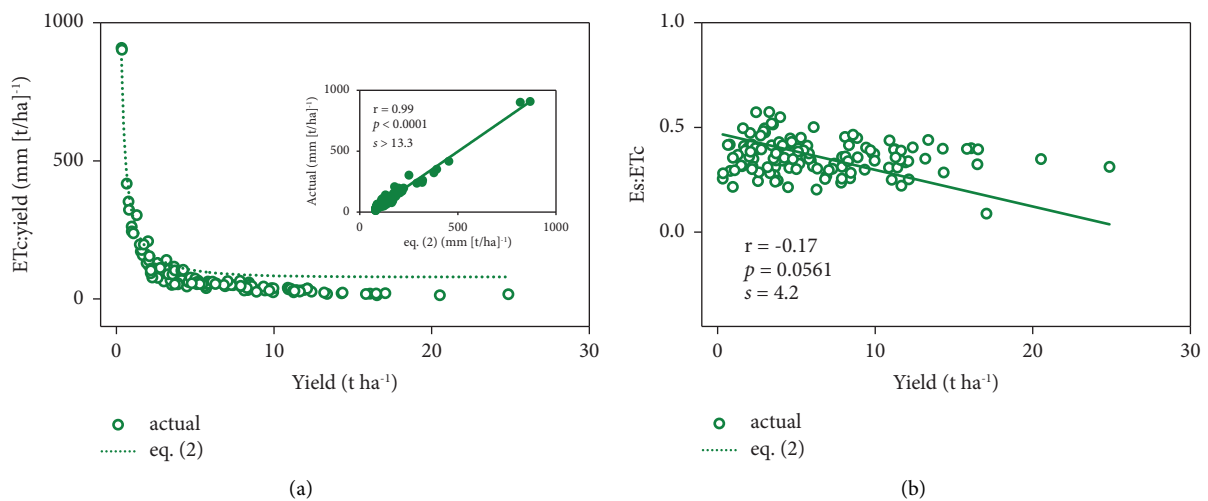 1000
500
0
ETc:yield (mm [t/ha]⁻¹)
0 10 20 30
Yield (t ha⁻¹)
1000
500
0
Actual (mm [t/ha]⁻¹)
r = 0.99
p < 0.0001
s > 13.3
0 500 1000
eq. (2) (mm [t/ha]⁻¹)
actual
eq. (2)
(a)
1.0
0.5
0.0
Es:ETc
r = -0.17
p = 0.0561
s = 4.2
0 10 20 30
Yield (t ha⁻¹)
actual
eq. (2)
(b)